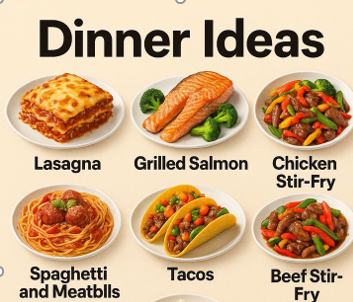 Dinner Ideas
Lasagna
Grilled Salmon
Chicken
Stir-Fry
Spaghetti
and Meatblls
Tacos
Beef Stir-
Fry